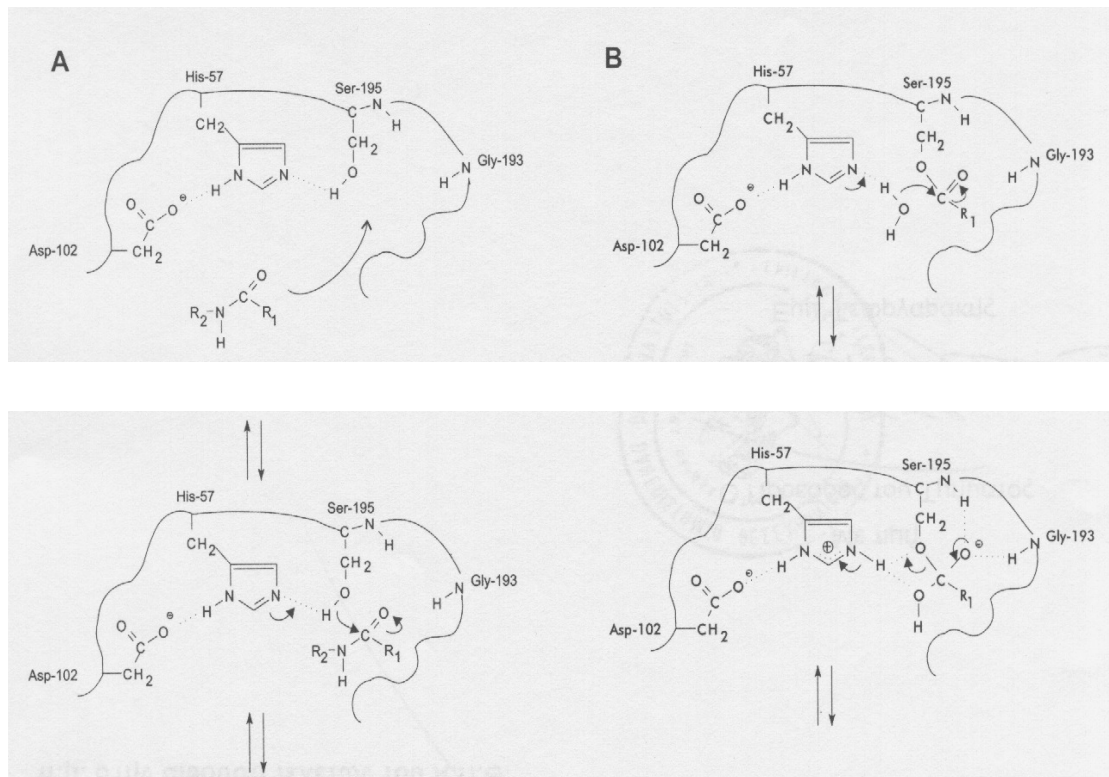 A
His-57
Ser-195
CH2
C
N
H
CH2
O
H
N
N
H
Gly-193
N
H
O
C
O
⊖
CH2
Asp-102
O
C
R2-N
R1
H
B
His-57
Ser-195
CH2
C
N
H
CH2
O
O
C
R1
H
N
N
H
O
H
Gly-193
N
H
O
C
O
⊖
CH2
Asp-102
His-57
Ser-195
CH2
C
N
H
CH2
O
H
N
N
H
Gly-193
N
H
O
C
O
⊖
CH2
Asp-102
O
C
R2-N
R1
H
His-57
Ser-195
CH2
C
N
H
CH2
O
O
⊖
C
R1
O
H
H
N
⊕
N
H
H
N
Gly-193
O
C
O
⊖
CH2
Asp-102